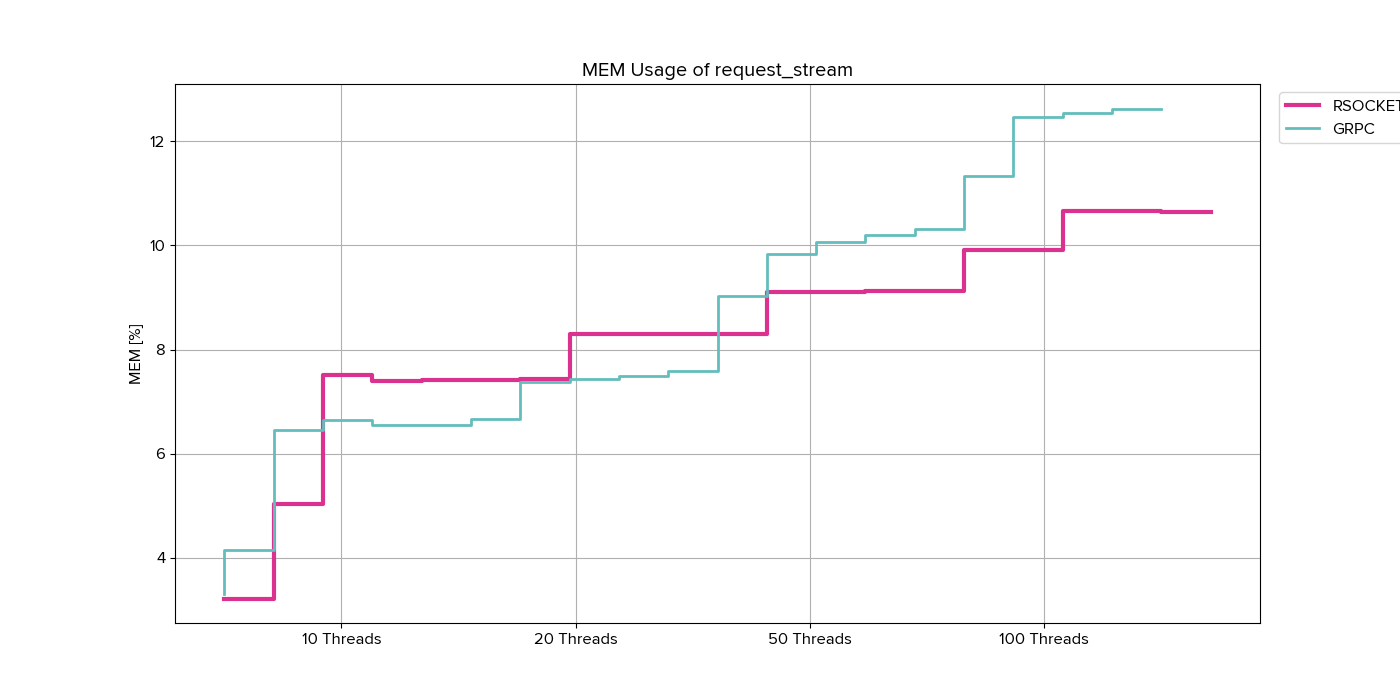 MEM Usage of request_stream
RSOCKET
GRPC
12
10
8
6
4
MEM [%]
10 Threads
20 Threads
50 Threads
100 Threads